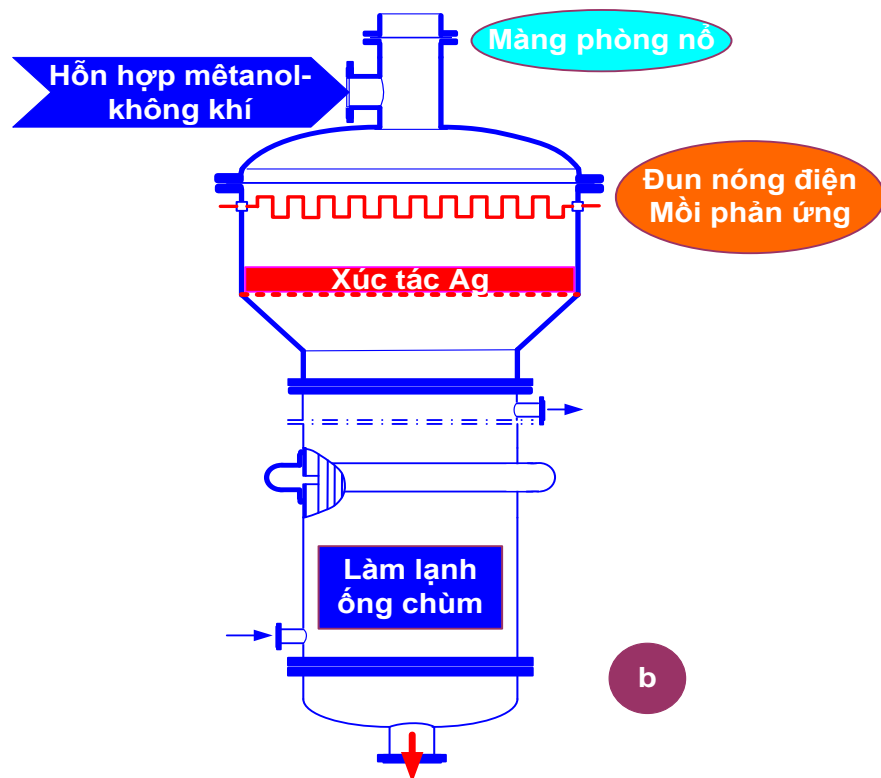 Màng phòng nổ
Hỗn hợp mêtanol-
không khí
Đun nóng điện
Mồi phản ứng
Xúc tác Ag
Làm lạnh
ống chùm
b